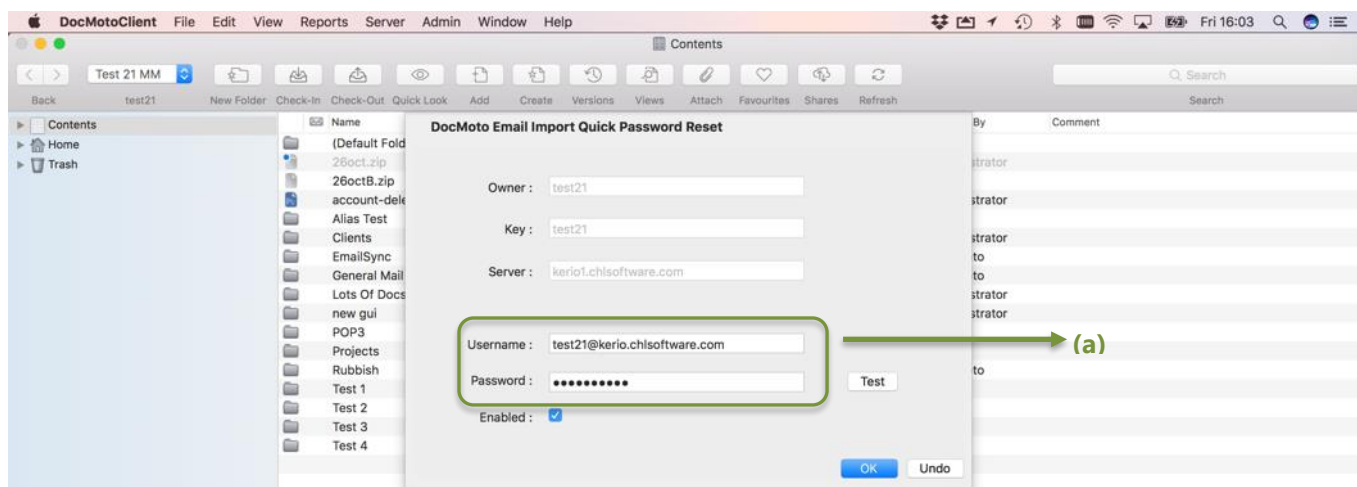 DocMotoClient File Edit View Reports Server Admin Window Help Fri 16:03
Contents
Test 21 MM Search
Back test21 New Folder Check-In Check-Out Quick Look Add Create Versions Views Attach Favourites Shares Refresh Search
Contents Name DocMoto Email Import Quick Password Reset By Comment
Home (Default Fold
Trash 26oct.zip strator
26octB.zip
Owner : test21
account-dele strator
Alias Test
Key : test21
Clients strator
EmailSync to
Server : kerio1.chlsoftware.com
General Mail to
Lots Of Docs strator
new gui strator
POP3
Username : test21@kerio.chlsoftware.com (a)
Projects
Rubbish to
Password : •••••••••• Test
Test 1
Test 2
Enabled :
Test 3
Test 4
OK Undo